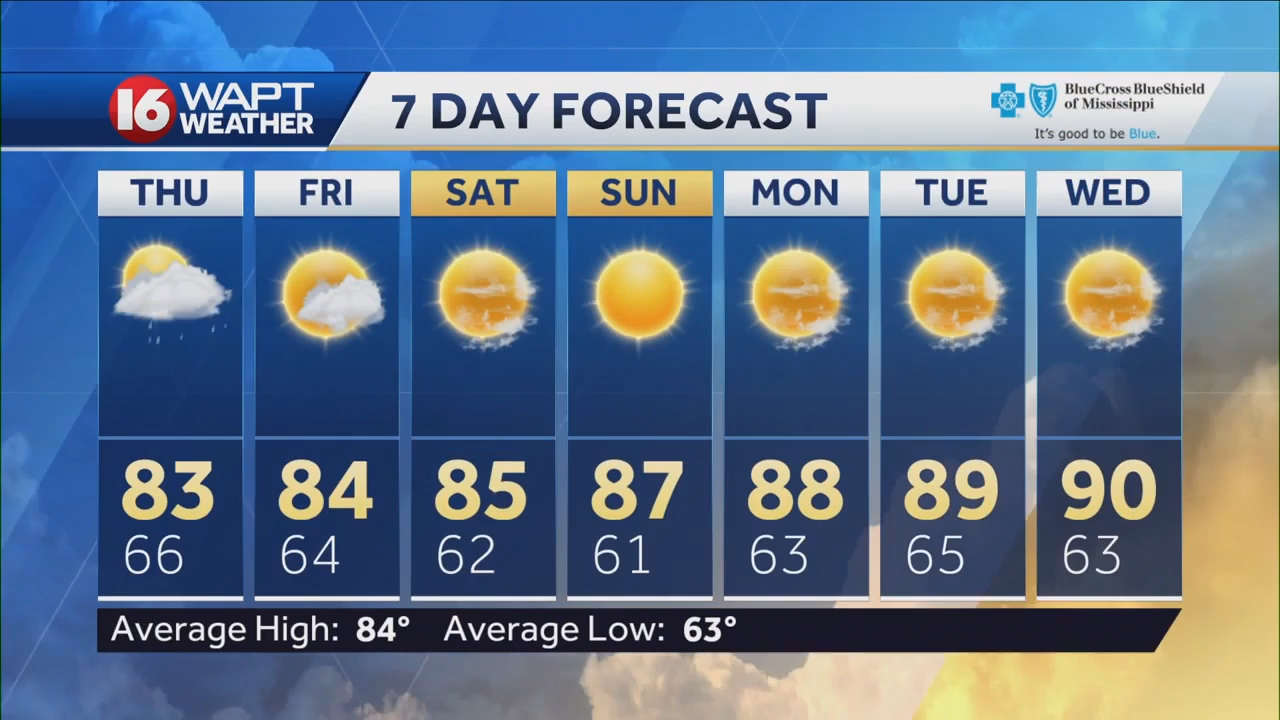 16 WAPT
WEATHER
7 DAY FORECAST
BlueCross BlueShield
of Mississippi
It's good to be Blue.
THU FRI SAT SUN MON TUE WED
83 84 85 87 88 89 90
66 64 62 61 63 65 63
Average High: 84° Average Low: 63°